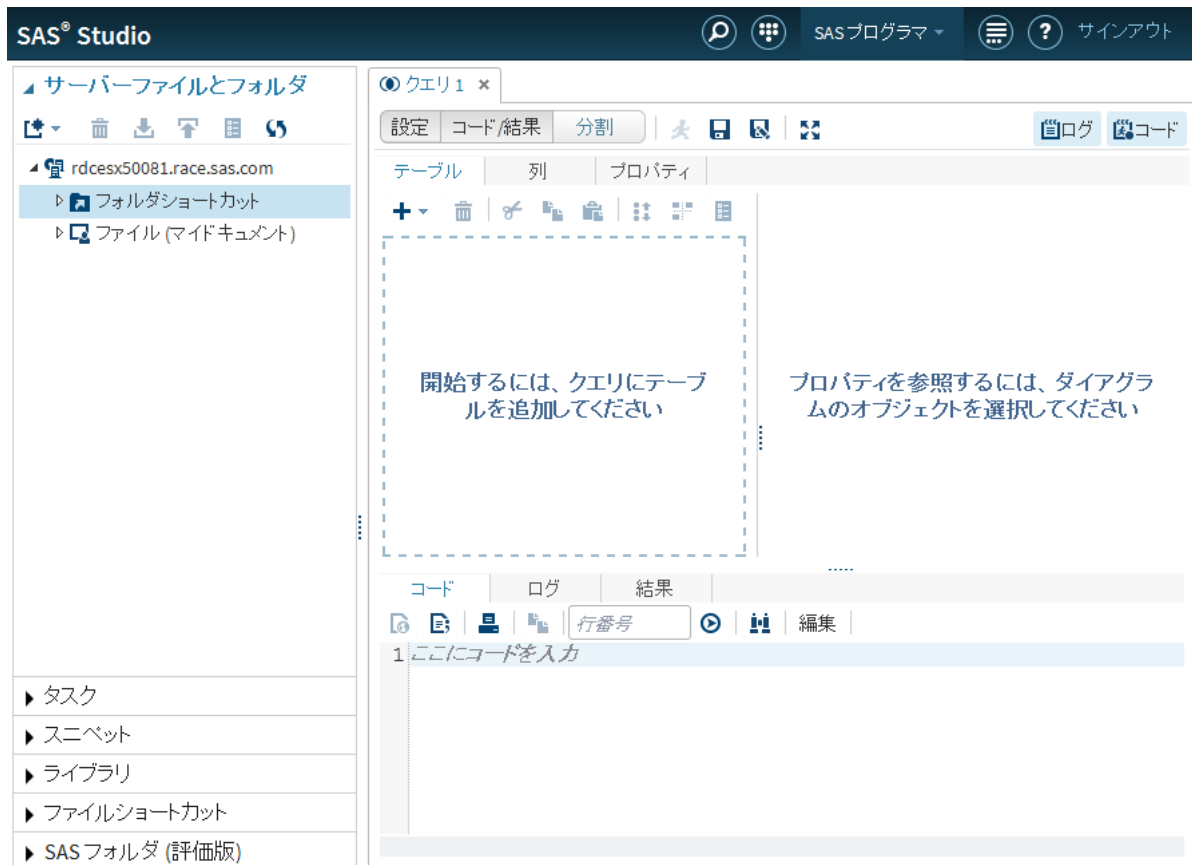 SAS® Studio
SAS プログラマ
サインアウト
サーバーファイルとフォルダ
rdcesx50081.race.sas.com
フォルダショートカット
ファイル (マイドキュメント)
タスク
スニペット
ライブラリ
ファイルショートカット
SAS フォルダ (評価版)
クエリ 1
設定 コード/結果 分割
ログ コード
テーブル 列 プロパティ
開始するには、クエリにテーブ
ルを追加してください
プロパティを参照するには、ダイアグラ
ムのオブジェクトを選択してください
コード ログ 結果
行番号 編集
1 ここにコードを入力